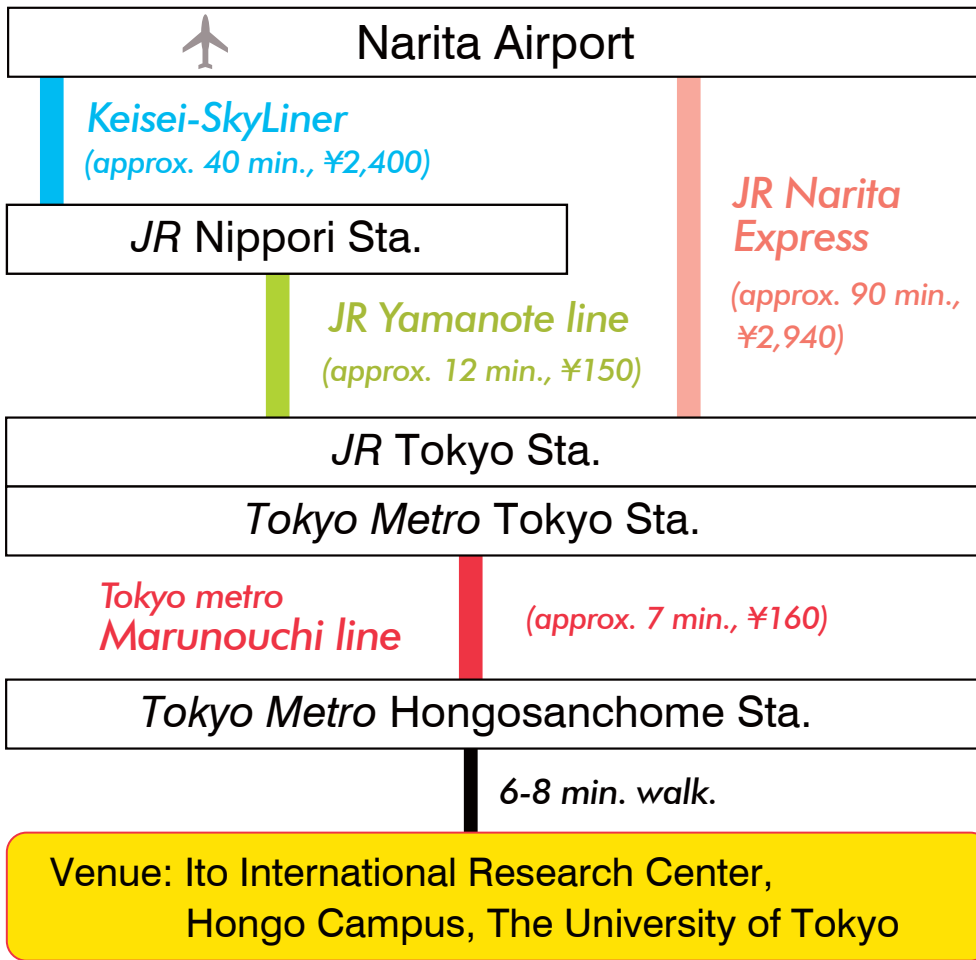 Narita Airport
Keisei-SkyLiner
(approx. 40 min., ¥2,400)
JR Nippori Sta.
JR Narita
Express
(approx. 90 min.,
¥2,940)
JR Yamanote line
(approx. 12 min., ¥150)
JR Tokyo Sta.
Tokyo Metro Tokyo Sta.
Tokyo metro
Marunouchi line
(approx. 7 min., ¥160)
Tokyo Metro Hongosanchome Sta.
6-8 min. walk.
Venue: Ito International Research Center,
Hongo Campus, The University of Tokyo